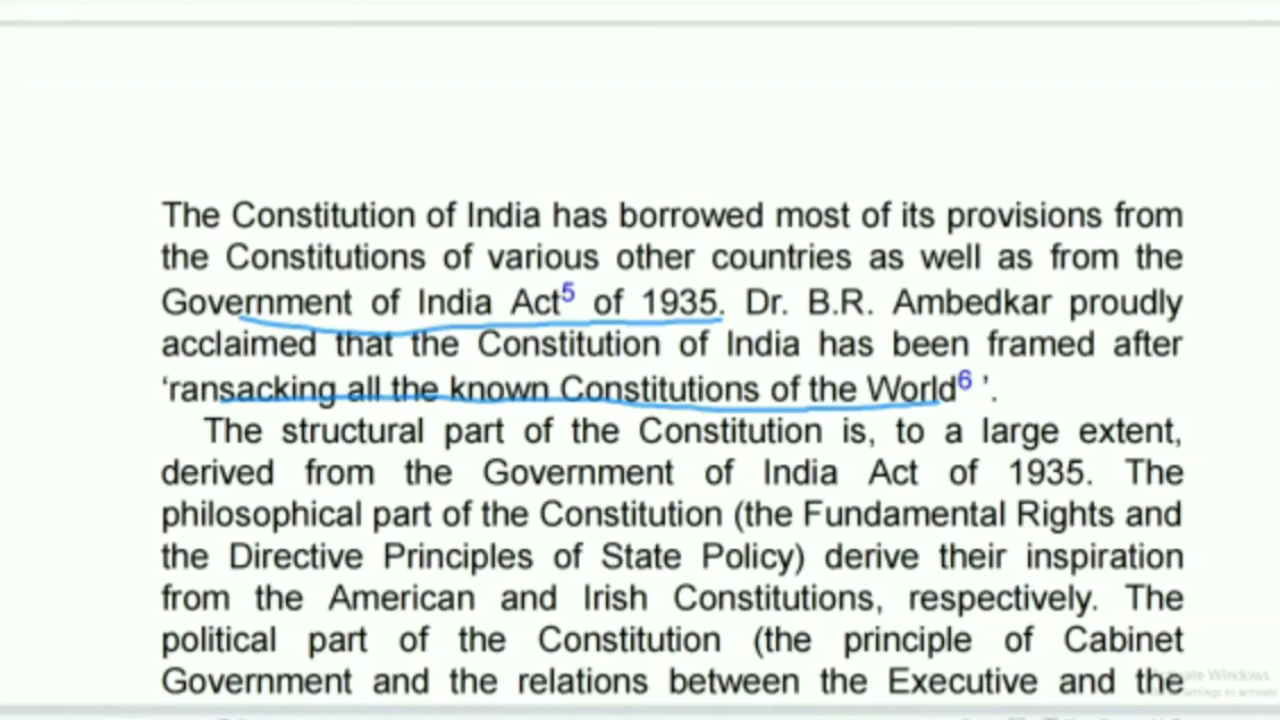 The Constitution of India has borrowed most of its provisions from
the Constitutions of various other countries as well as from the
Government of India Act5 of 1935. Dr. B.R. Ambedkar proudly
acclaimed that the Constitution of India has been framed after
‘ransacking all the known Constitutions of the World6 ’.
The structural part of the Constitution is, to a large extent,
derived from the Government of India Act of 1935. The
philosophical part of the Constitution (the Fundamental Rights and
the Directive Principles of State Policy) derive their inspiration
from the American and Irish Constitutions, respectively. The
political part of the Constitution (the principle of Cabinet
Government and the relations between the Executive and the